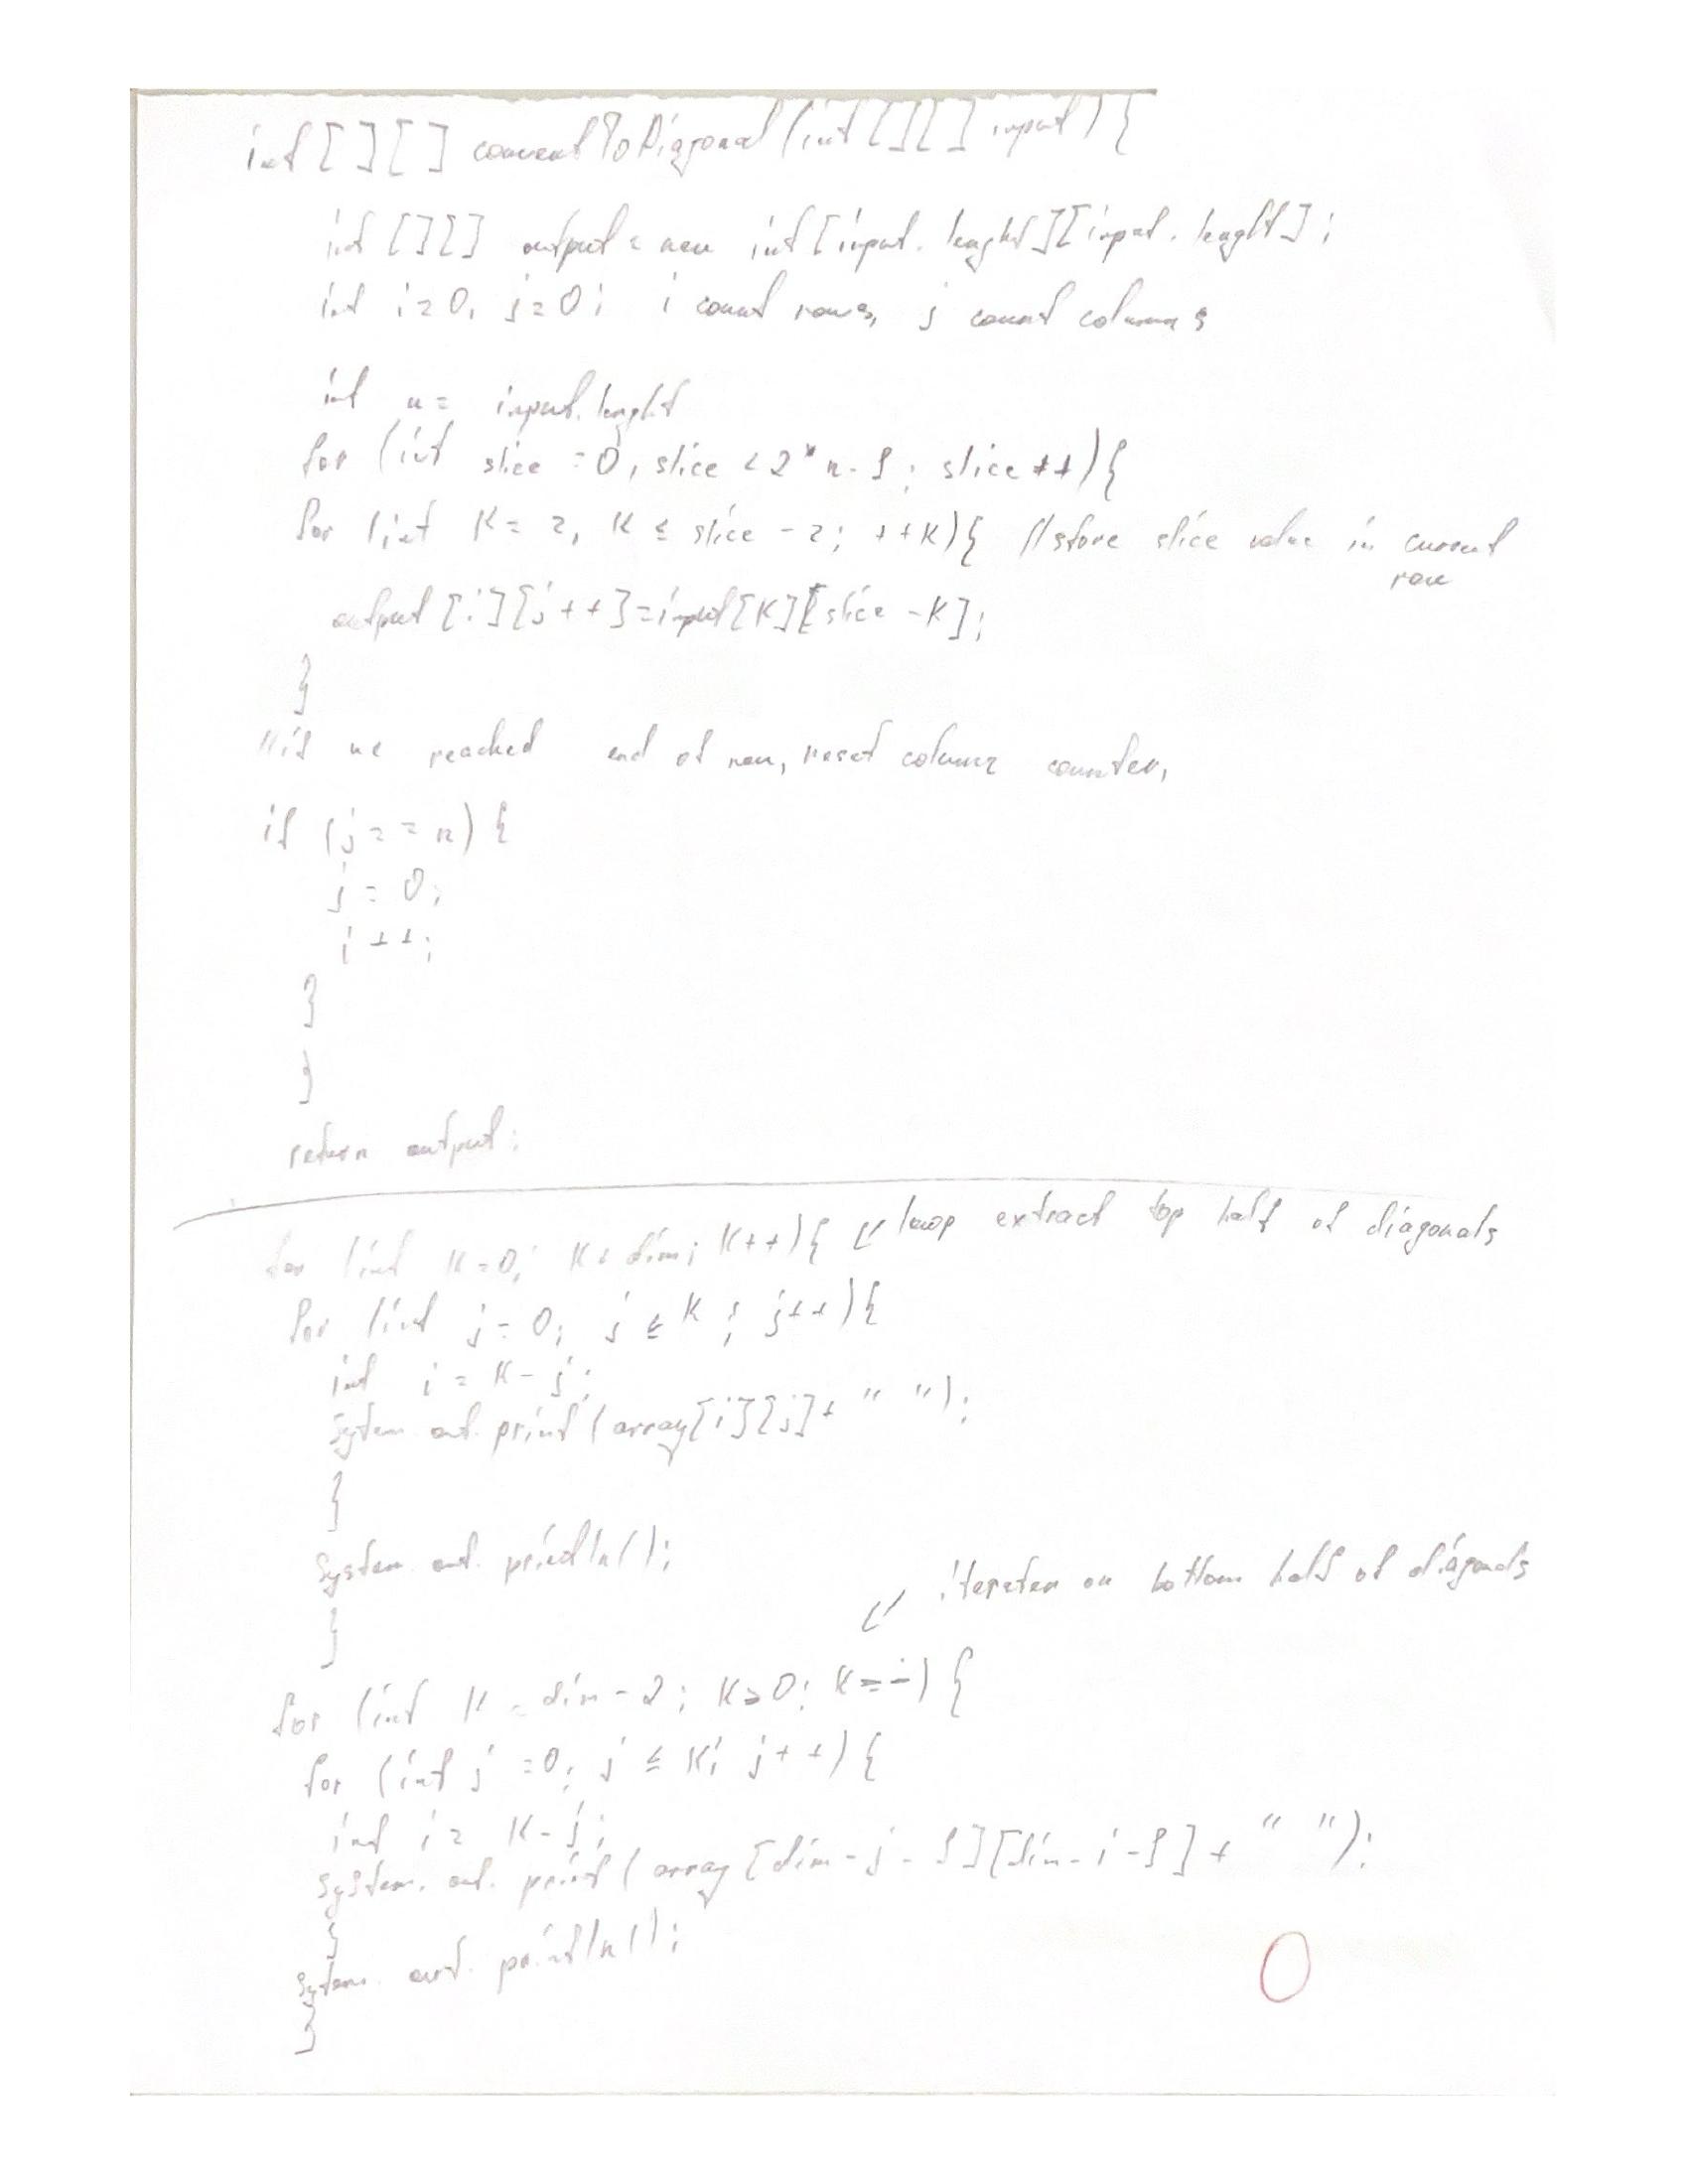 int [ ] [ ] convertToDiagonal (int [ ] [ ] input) {
int [ ] [ ] output = new int [input. lenght] [input. lenght] ;
int i = 0, j = 0 ; i count rows, j count columns
int n = input. lenght
for (int slice = 0, slice < 2 * n - 1 ; slice ++) {
for (int K = z, K ≤ slice - z ; ++K) { // store slice value in current
row
output [i] [j ++] = input [K] [slice - K] ;
}
// if we reached end of row, reset column counter,
if (j = = n) {
j = 0 ;
i ++ ;
}
}
return output ;
for (int K = 0 ; K < dim ; K++) { loop extract top half of diagonals
for (int j = 0 ; j ≤ K ; j++) {
int i = K - j ;
System. out. print (array [i] [j] + " ") ;
}
System. out. println ( ) ;
iterater on bottom half of diagonals
}
for (int K = dim - 2 ; K ≥ 0 ; K --) {
for (int j = 0 ; j ≤ K ; j ++) {
int i = K - j ;
System. out. print (array [dim - j - 1] [dim - i - 1] + " ") ;
}
System. out. println ( ) ;
}
0